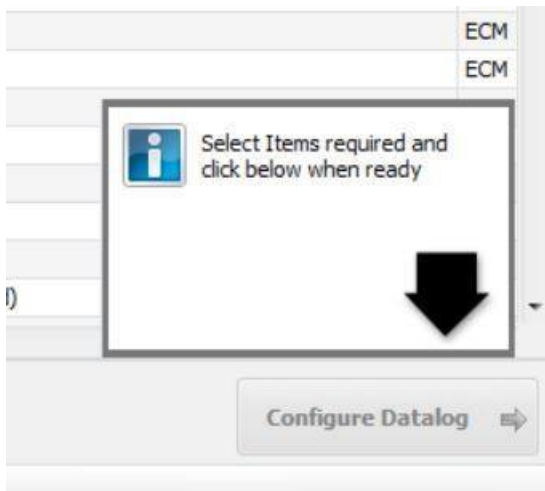 ECM
ECM
Select Items required and
click below when ready
Configure Datalog